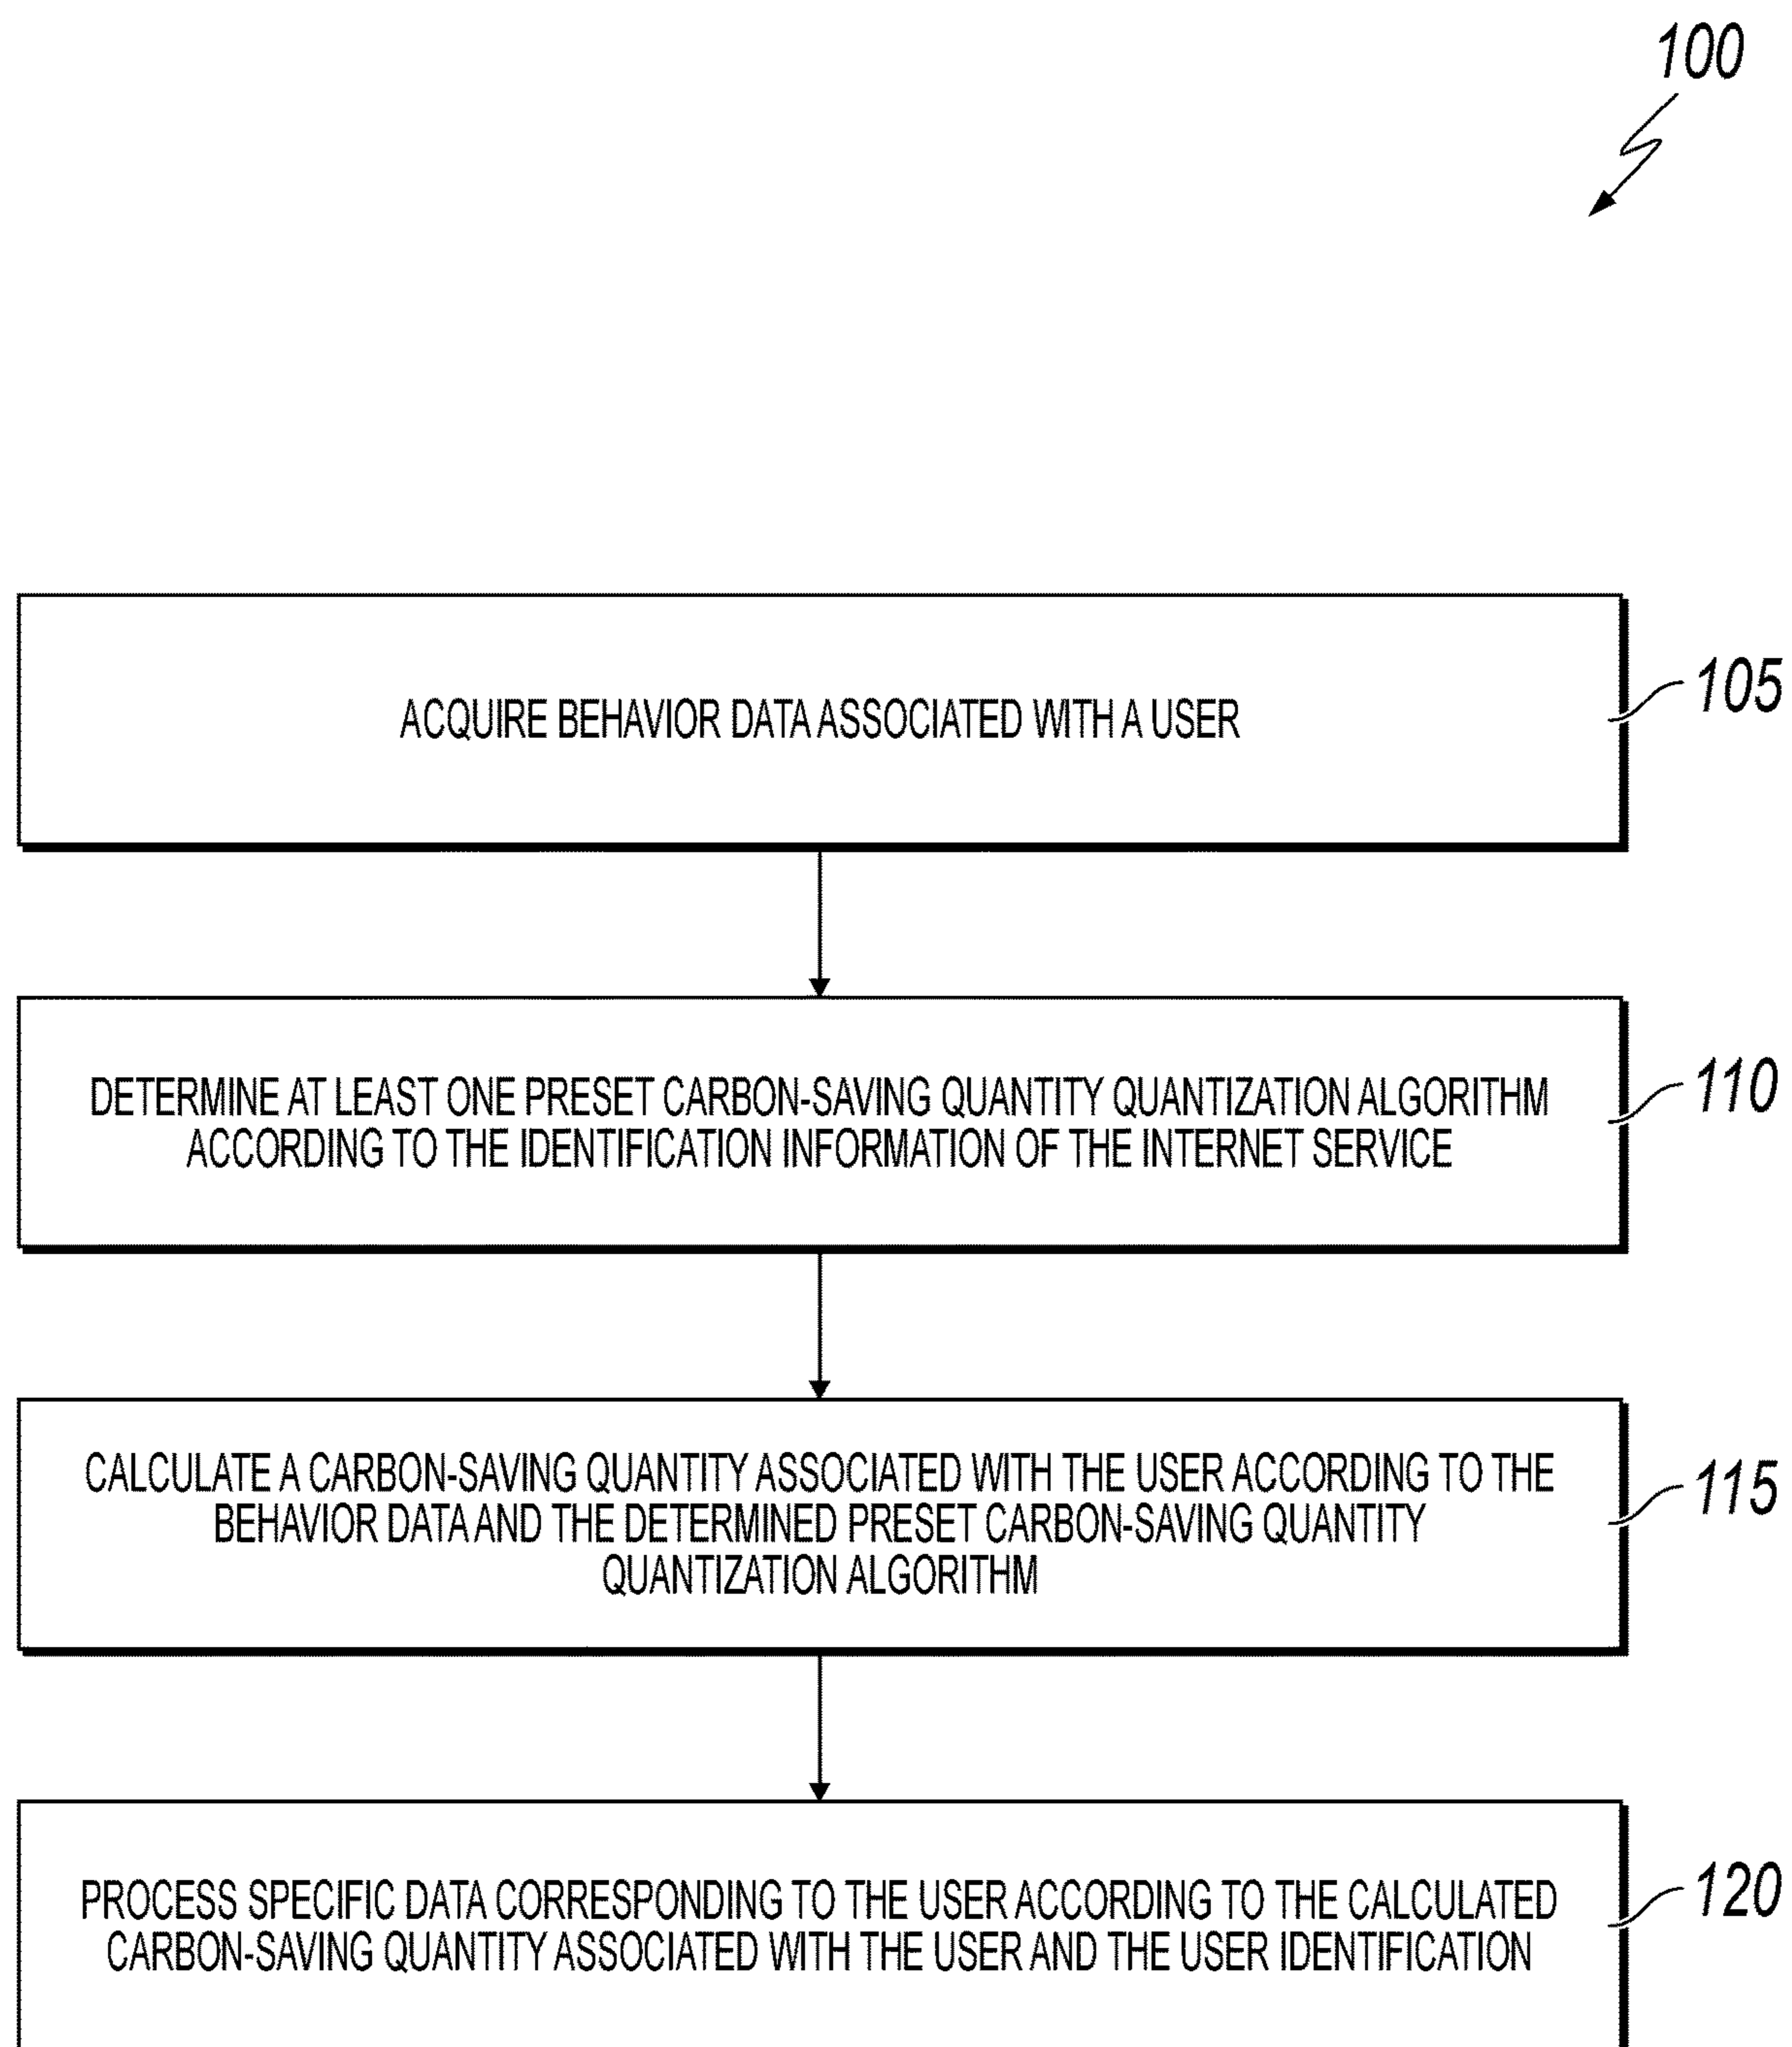 100
ACQUIRE BEHAVIOR DATA ASSOCIATED WITH A USER
105
DETERMINE AT LEAST ONE PRESET CARBON-SAVING QUANTITY QUANTIZATION ALGORITHM
ACCORDING TO THE IDENTIFICATION INFORMATION OF THE INTERNET SERVICE
110
CALCULATE A CARBON-SAVING QUANTITY ASSOCIATED WITH THE USER ACCORDING TO THE
BEHAVIOR DATA AND THE DETERMINED PRESET CARBON-SAVING QUANTITY
QUANTIZATION ALGORITHM
115
PROCESS SPECIFIC DATA CORRESPONDING TO THE USER ACCORDING TO THE CALCULATED
CARBON-SAVING QUANTITY ASSOCIATED WITH THE USER AND THE USER IDENTIFICATION
120